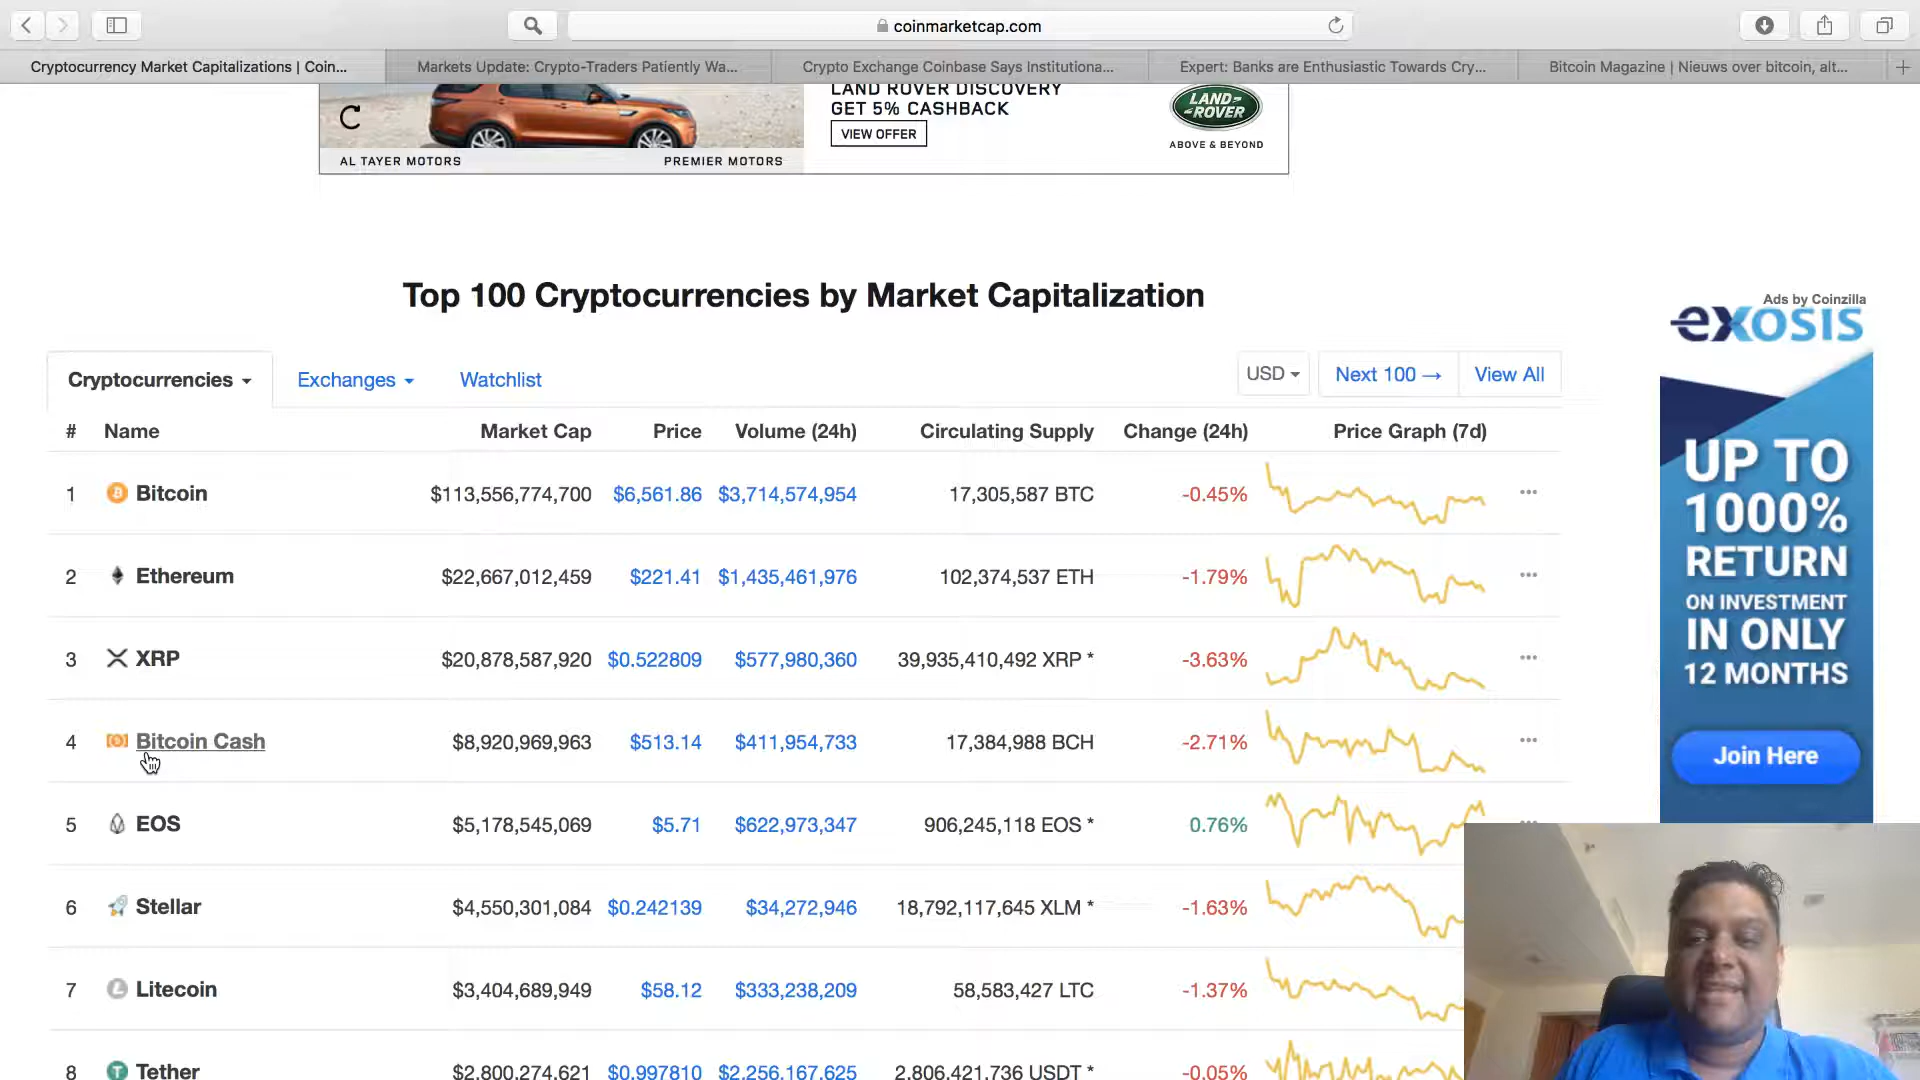 coinmarketcap.com
Cryptocurrency Market Capitalizations | Coin...
Markets Update: Crypto-Traders Patiently Wa...
Crypto Exchange Coinbase Says Institutiona...
Expert: Banks are Enthusiastic Towards Cry...
Bitcoin Magazine | Nieuws over bitcoin, alt...
LAND ROVER DISCOVERY
GET 5% CASHBACK
VIEW OFFER
AL TAYER MOTORS
PREMIER MOTORS
LAND-
ROVER
ABOVE & BEYOND
Top 100 Cryptocurrencies by Market Capitalization
Cryptocurrencies Exchanges Watchlist USD Next 100 → View All
# Name Market Cap Price Volume (24h) Circulating Supply Change (24h) Price Graph (7d)
1 Bitcoin $113,556,774,700 $6,561.86 $3,714,574,954 17,305,587 BTC -0.45%
2 Ethereum $22,667,012,459 $221.41 $1,435,461,976 102,374,537 ETH -1.79%
3 XRP $20,878,587,920 $0.522809 $577,980,360 39,935,410,492 XRP * -3.63%
4 Bitcoin Cash $8,920,969,963 $513.14 $411,954,733 17,384,988 BCH -2.71%
5 EOS $5,178,545,069 $5.71 $622,973,347 906,245,118 EOS * 0.76%
6 Stellar $4,550,301,084 $0.242139 $34,272,946 18,792,117,645 XLM * -1.63%
7 Litecoin $3,404,689,949 $58.12 $333,238,209 58,583,427 LTC -1.37%
8 Tether $2,800,274,621 $0.997810 $2,256,167,625 2,806,421,736 USDT * -0.05%
Ads by Coinzilla
exosis
UP TO
1000%
RETURN
ON INVESTMENT
IN ONLY
12 MONTHS
Join Here